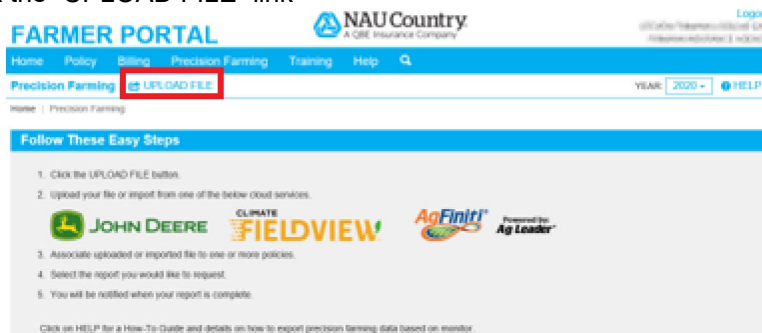 the "UPLOAD FILE" link
NAU Country
A QBE Insurance Company
Logo
FARMER PORTAL
Home Policy Billing Precision Farming Training Help
Precision Farming UPLOAD FILE YEAR: 2020 HELP
Home | Precision Farming
Follow These Easy Steps
1. Click the UPLOAD FILE button.
2. Upload your file or import from one of the below cloud services.
JOHN DEERE
CLIMATE
FIELDVIEW
AgFiniti
Powered by:
Ag Leader
3. Associate uploaded or imported file to one or more policies.
4. Select the report you would like to request.
5. You will be notified when your report is complete.
Click on HELP for a How-To Guide and details on how to export precision farming data based on monitor